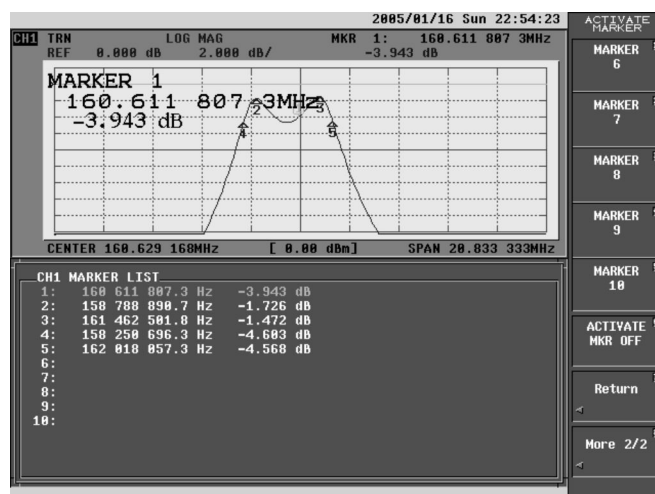 2005/01/16 Sun 22:54:23
ACTIVATE
MARKER
CH1 TRN LOG MAG MKR 1: 160.611 807 3MHz
REF 0.000 dB 2.000 dB/ -3.943 dB
MARKER 1
160.611 807 3MHz
-3.943 dB
2
3
4
5
CENTER 160.629 168MHz [ 0.00 dBm] SPAN 20.833 333MHz
CH1 MARKER LIST
1: 160 611 807.3 Hz -3.943 dB
2: 158 788 890.7 Hz -1.726 dB
3: 161 462 501.8 Hz -1.472 dB
4: 158 250 696.3 Hz -4.603 dB
5: 162 018 057.3 Hz -4.568 dB
6:
7:
8:
9:
10:
MARKER
6
MARKER
7
MARKER
8
MARKER
9
MARKER
10
ACTIVATE
MKR OFF
Return
More 2/2